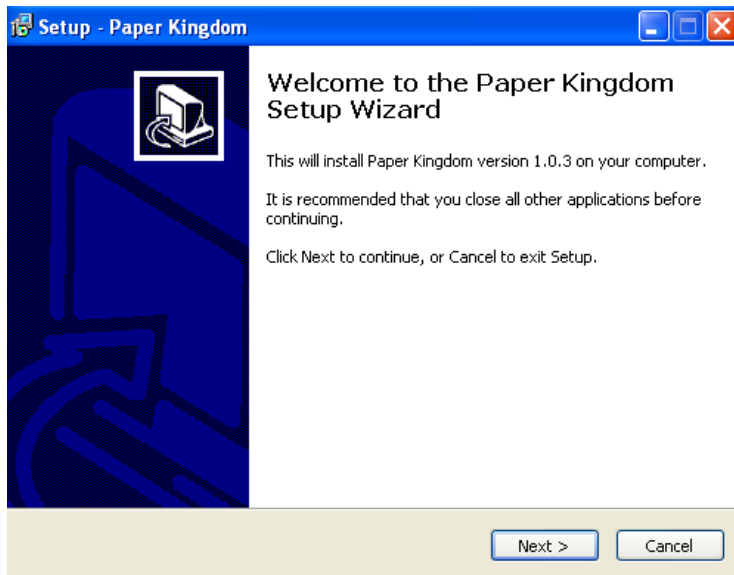 Setup - Paper Kingdom
Welcome to the Paper Kingdom
Setup Wizard
This will install Paper Kingdom version 1.0.3 on your computer.
It is recommended that you close all other applications before
continuing.
Click Next to continue, or Cancel to exit Setup.
Next >
Cancel